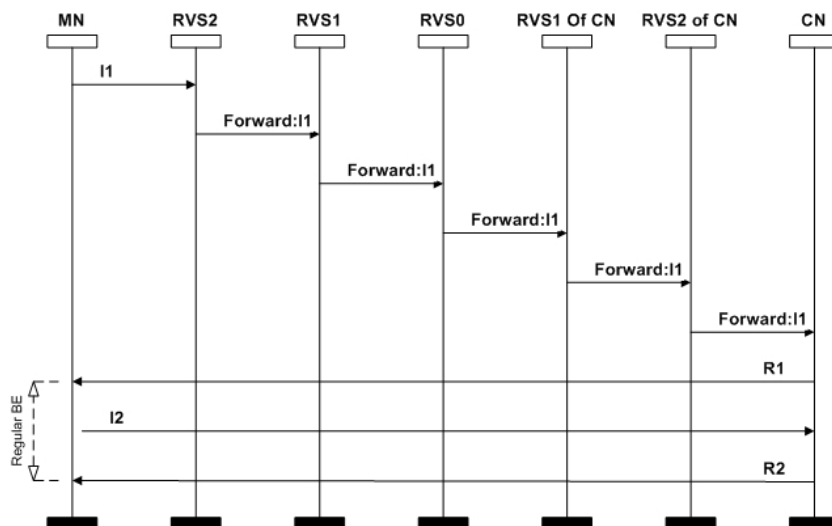 MN RVS2 RVS1 RVS0 RVS1 Of CN RVS2 of CN CN
I1
Forward:I1
Forward:I1
Forward:I1
Forward:I1
Forward:I1
R1
Regular BE
I2
R2